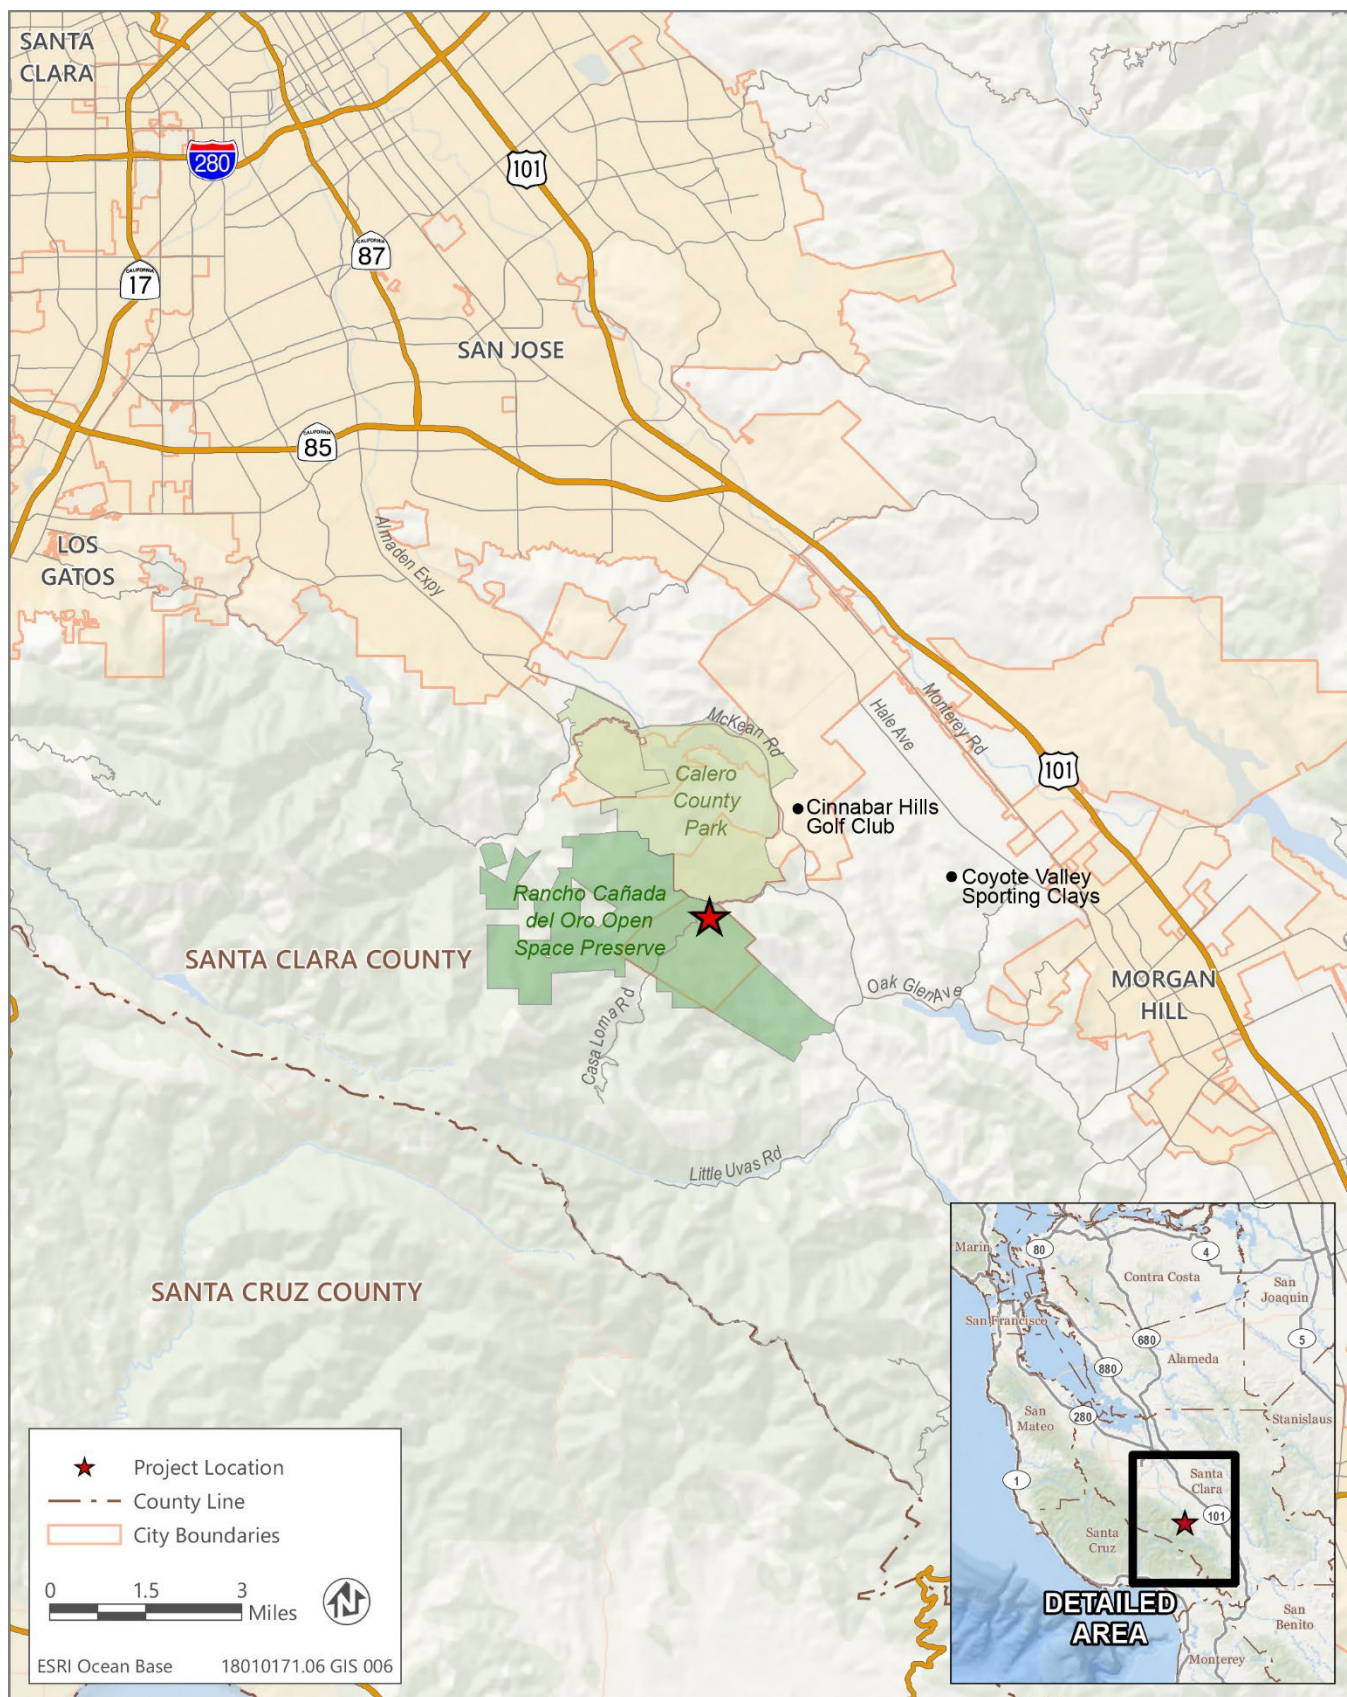 SANTA
CLARA
280
101
CALIFORNIA
87
CALIFORNIA
17
SAN JOSE
CALIFORNIA
85
LOS
GATOS
Almaden Expy
McKean Rd
Hale Ave
Monterey Rd
101
Calero
County
Park
Cinnabar Hills
Golf Club
Coyote Valley
Sporting Clays
Rancho Cañada
del Oro Open
Space Preserve
SANTA CLARA COUNTY
Oak Glen Ave
MORGAN
HILL
Casa Loma Rd
Little Uvas Rd
SANTA CRUZ COUNTY
Project Location
County Line
City Boundaries
0 1.5 3
Miles
N
ESRI Ocean Base 18010171.06 GIS 006
Marin
80
4
Contra Costa
San
Joaquin
San Francisco
680
5
Alameda
880
San
Mateo
280
Stanislaus
1
Santa
Clara
101
Santa
Cruz
DETAILED
AREA
San
Benito
Monterey